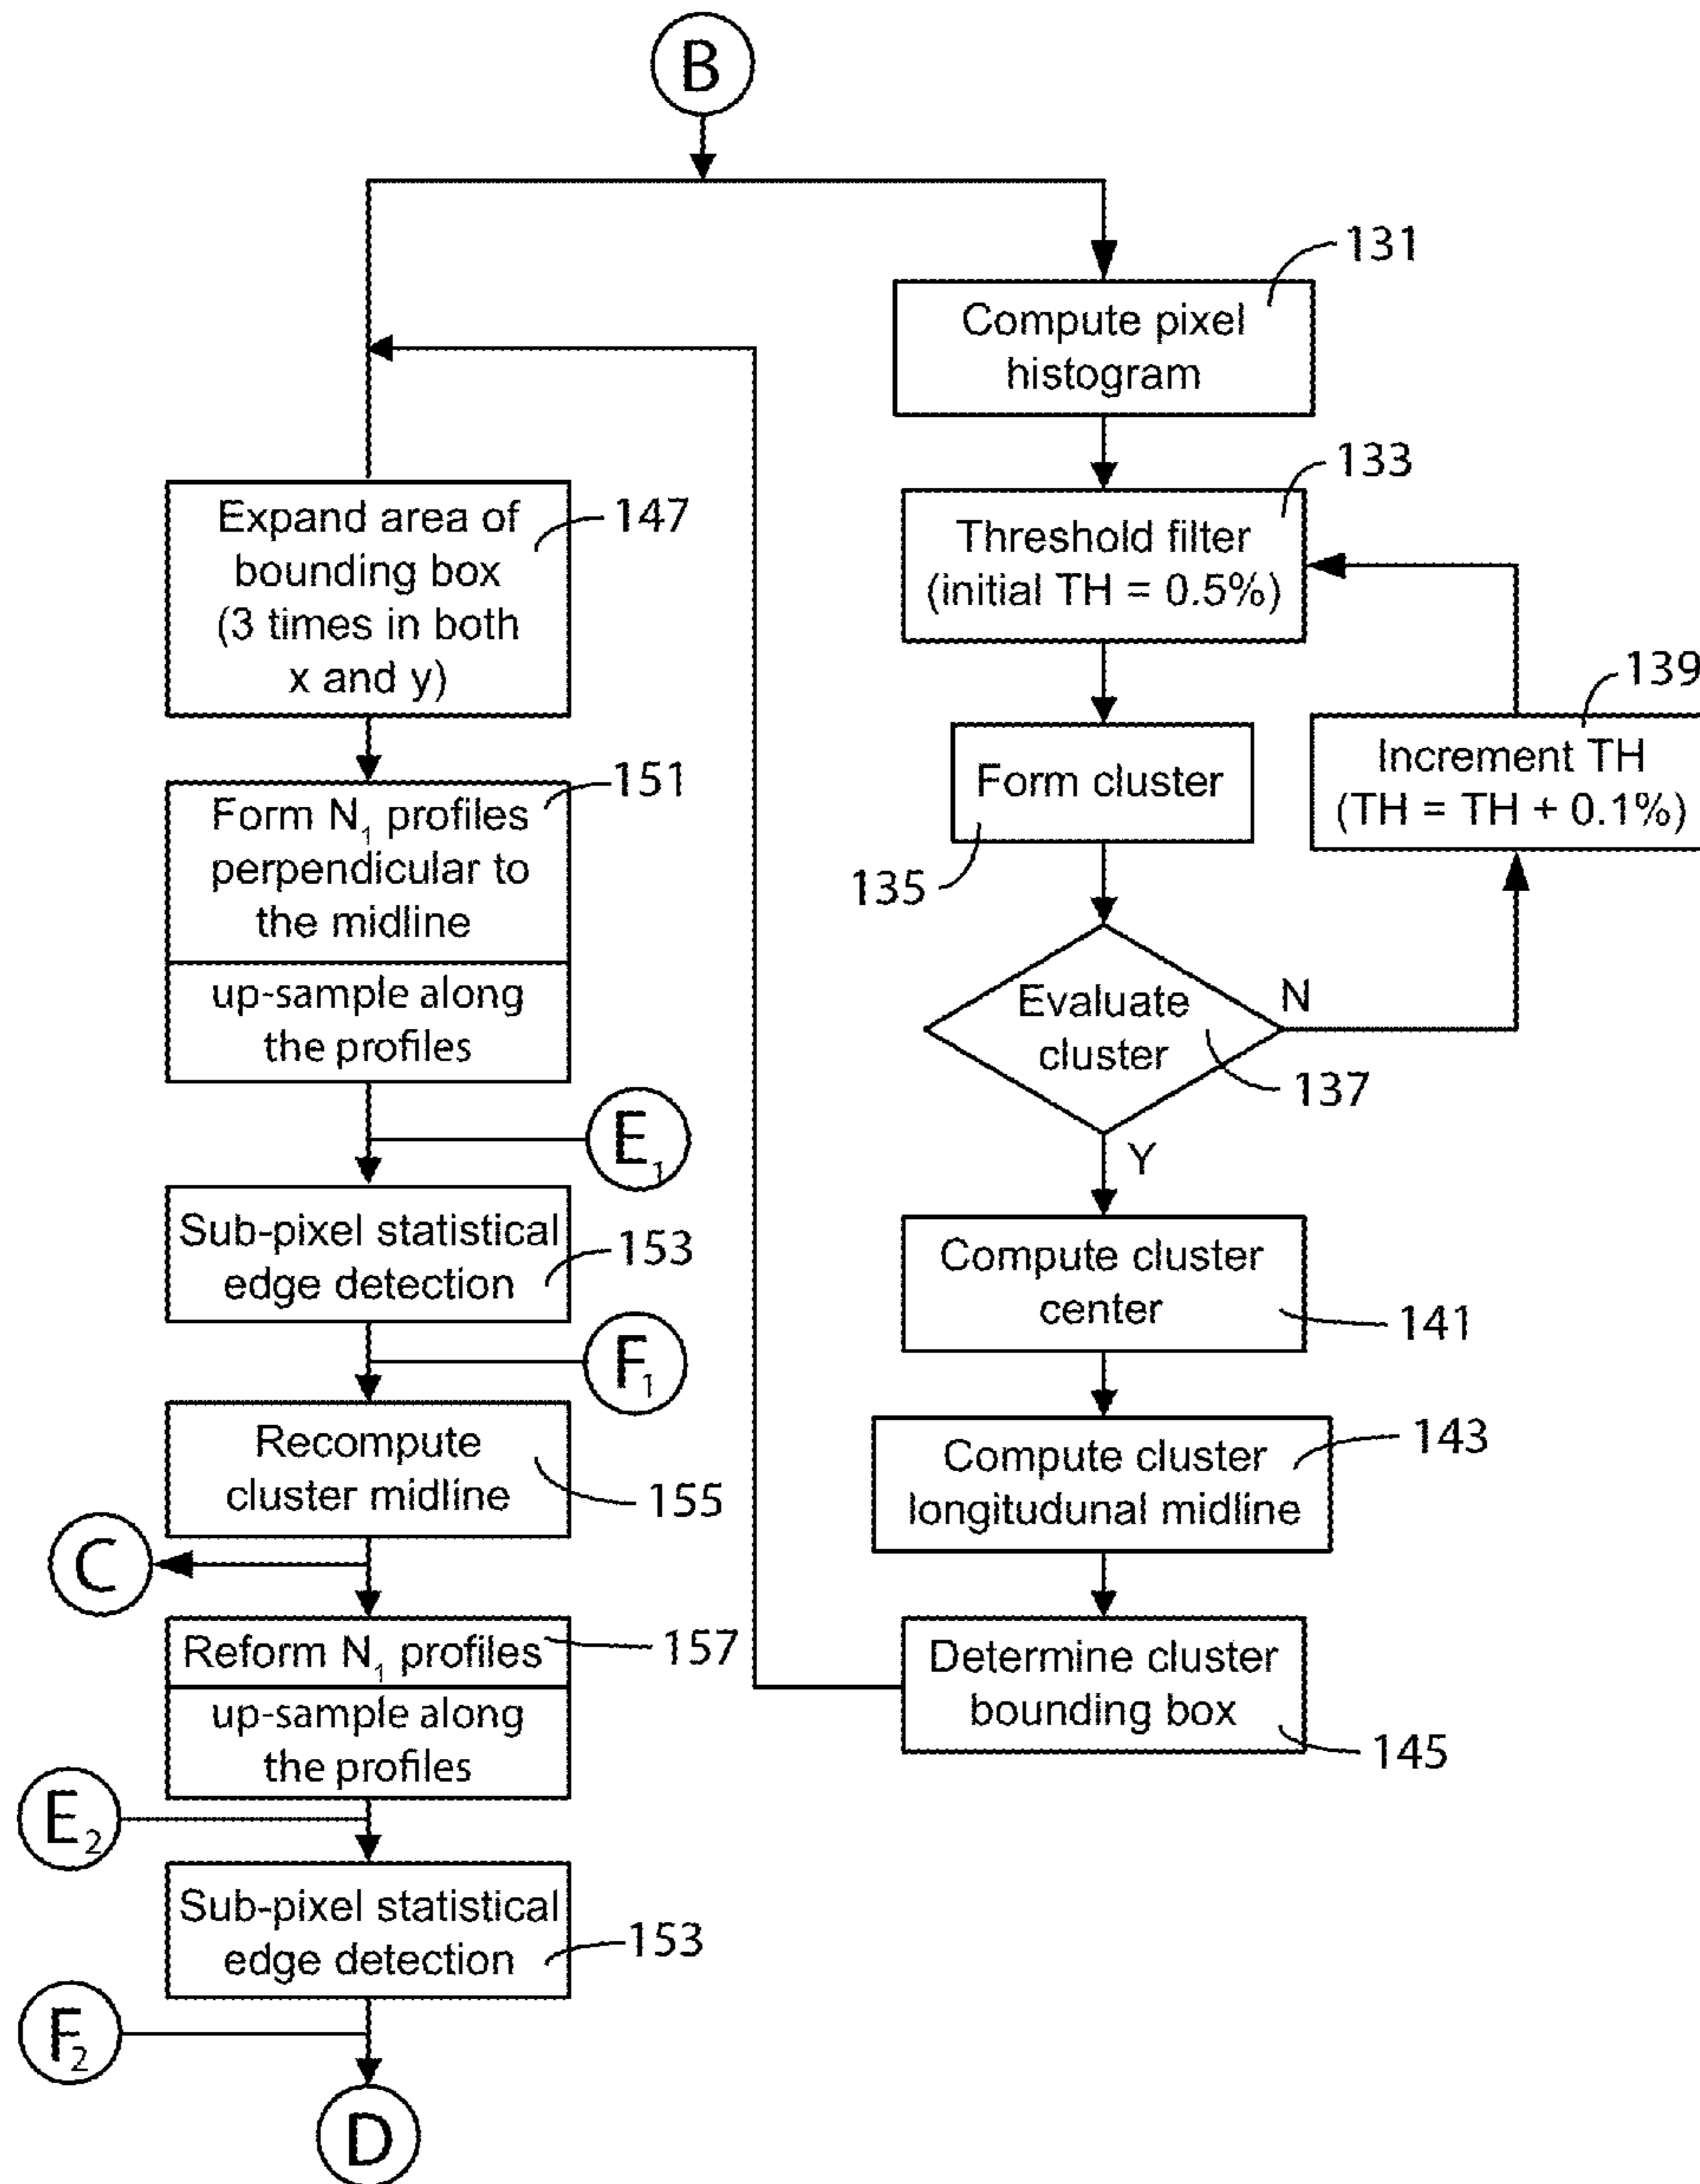 B
131
Compute pixel
histogram
133
Threshold filter
(initial TH = 0.5%)
139
Increment TH
(TH = TH + 0.1%)
Form cluster
135
Evaluate
cluster
N
137
Y
Compute cluster
center
141
Compute cluster
longitudunal midline
143
Determine cluster
bounding box
145
Expand area of
bounding box
(3 times in both
x and y)
147
Form N₁ profiles
perpendicular to
the midline
151
up-sample along
the profiles
E₁
Sub-pixel statistical
edge detection
153
F₁
Recompute
cluster midline
155
C
Reform N₁ profiles
157
up-sample along
the profiles
E₂
Sub-pixel statistical
edge detection
153
F₂
D